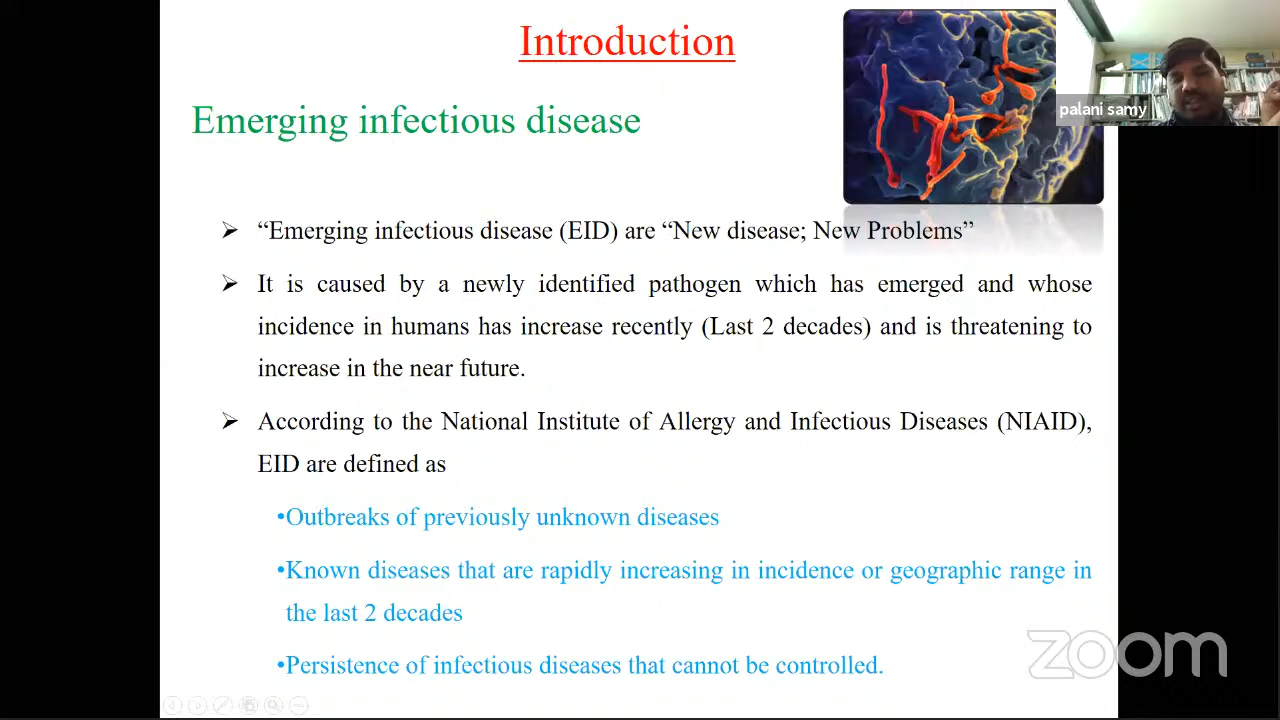 Introduction
palani samy
Emerging infectious disease
➢ “Emerging infectious disease (EID) are “New disease; New Problems”
➢ It is caused by a newly identified pathogen which has emerged and whose
incidence in humans has increase recently (Last 2 decades) and is threatening to
increase in the near future.
➢ According to the National Institute of Allergy and Infectious Diseases (NIAID),
EID are defined as
•Outbreaks of previously unknown diseases
•Known diseases that are rapidly increasing in incidence or geographic range in
the last 2 decades
•Persistence of infectious diseases that cannot be controlled.
zoom